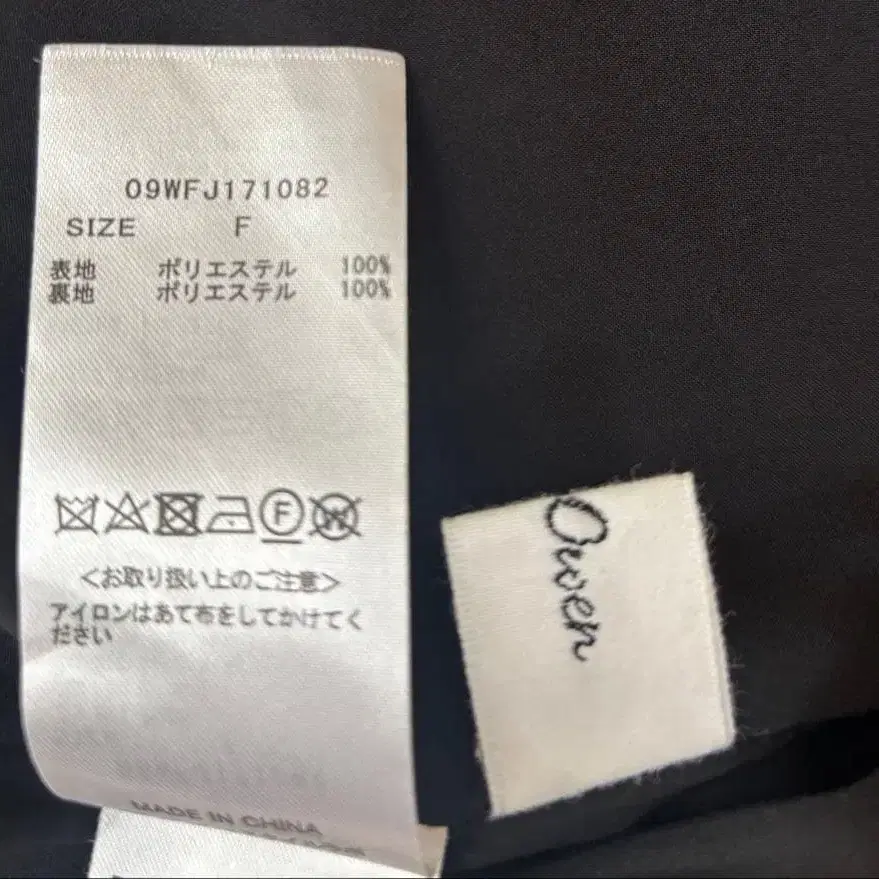 09WFJ171082
SIZE F
表地 ポリエステル 100%
裏地 ポリエステル 100%
F
W
<お取り扱い上のご注意>
アイロンはあて布をしてかけてく
ださい
MADE IN CHINA
Owen